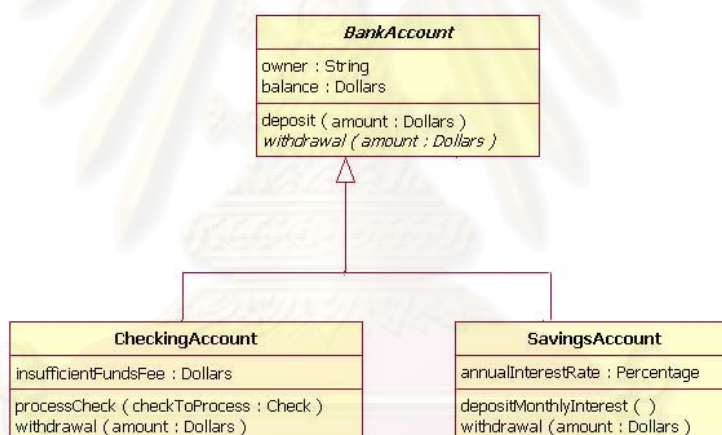 BankAccount
owner : String
balance : Dollars
deposit ( amount : Dollars )
withdrawal ( amount : Dollars )
CheckingAccount
insufficientFundsFee : Dollars
processCheck ( checkToProcess : Check )
withdrawal ( amount : Dollars )
SavingsAccount
annualInterestRate : Percentage
depositMonthlyInterest ( )
withdrawal ( amount : Dollars )